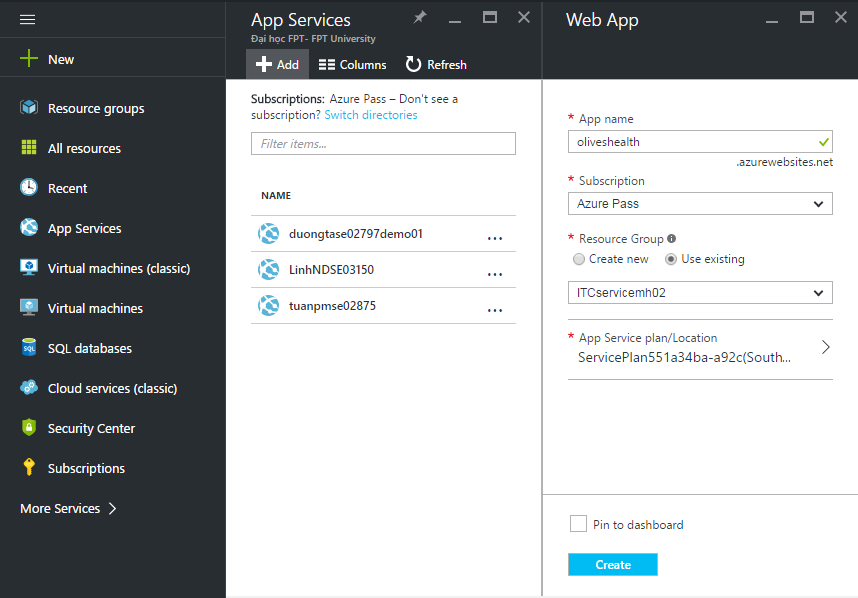 New
Resource groups
All resources
Recent
App Services
Virtual machines (classic)
Virtual machines
SQL databases
Cloud services (classic)
Security Center
Subscriptions
More Services
App Services
Đại học FPT- FPT University
Add
Columns
Refresh
Subscriptions: Azure Pass – Don't see a
subscription? Switch directories
Filter items...
NAME
duongtase02797demo01
...
LinhNDSE03150
...
tuanpmse02875
...
Web App
* App name
oliveshealth
.azurewebsites.net
* Subscription
Azure Pass
* Resource Group
Create new
Use existing
ITCservicemh02
* App Service plan/Location
ServicePlan551a34ba-a92c(South...
Pin to dashboard
Create